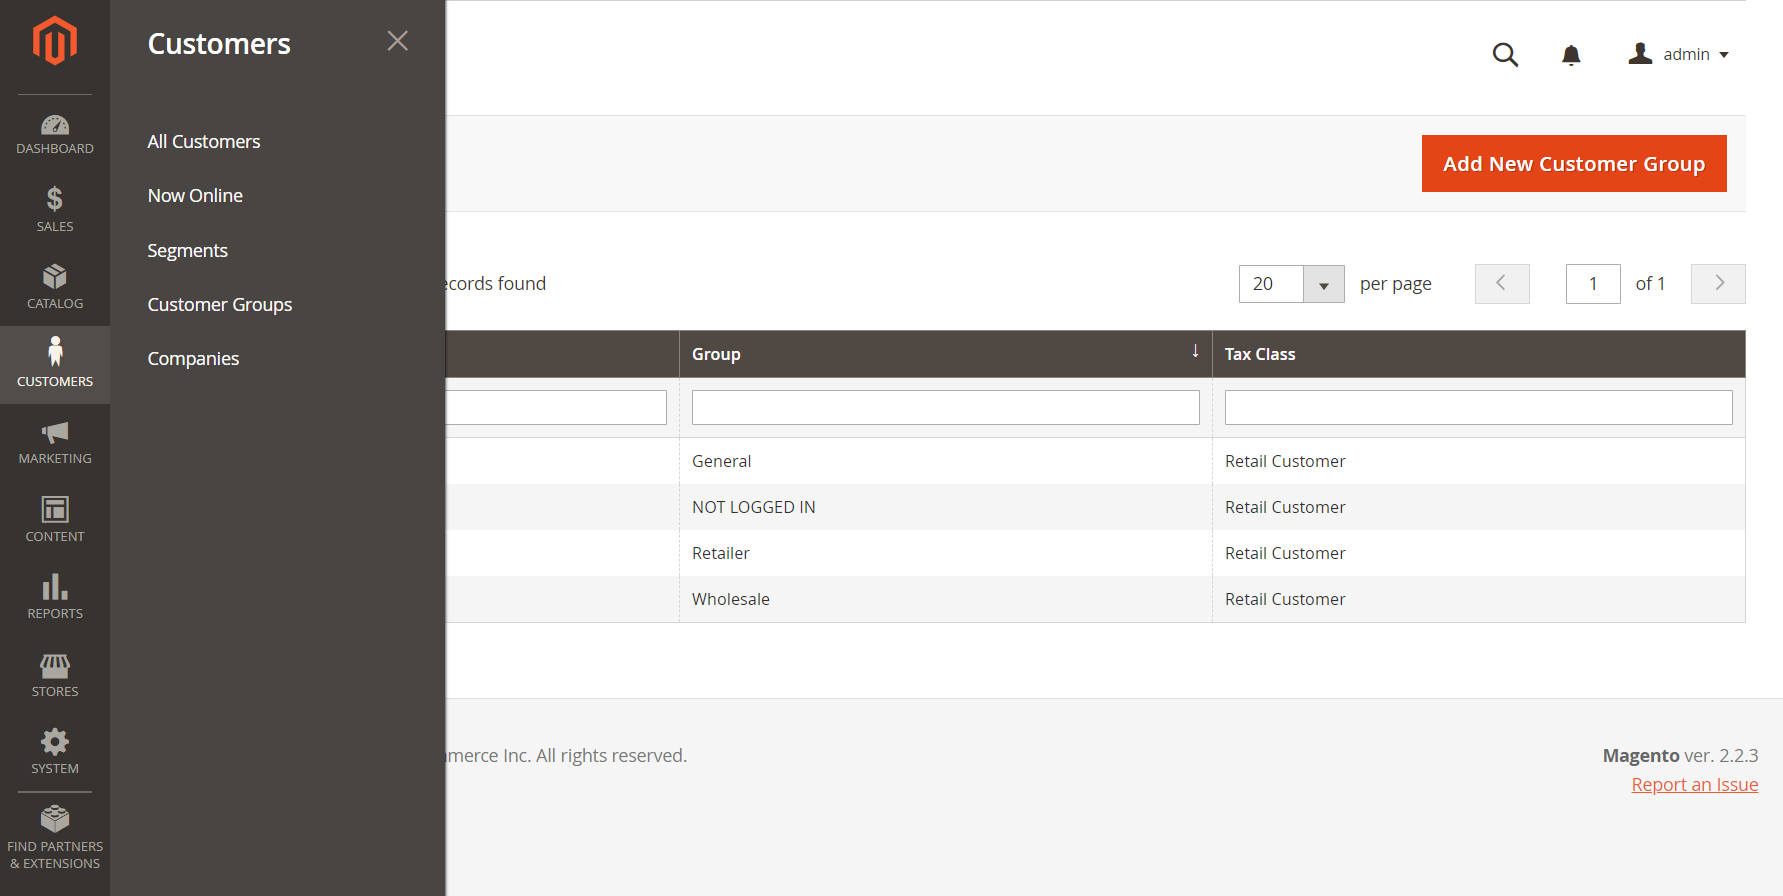 Customers
All Customers
Now Online
Segments
Customer Groups
Companies
DASHBOARD
SALES
CATALOG
CUSTOMERS
MARKETING
CONTENT
REPORTS
STORES
SYSTEM
FIND PARTNERS
& EXTENSIONS
admin
Add New Customer Group
ecords found
20 per page 1 of 1
Group ↓ Tax Class
General Retail Customer
NOT LOGGED IN Retail Customer
Retailer Retail Customer
Wholesale Retail Customer
merce Inc. All rights reserved.
Magento ver. 2.2.3
Report an Issue